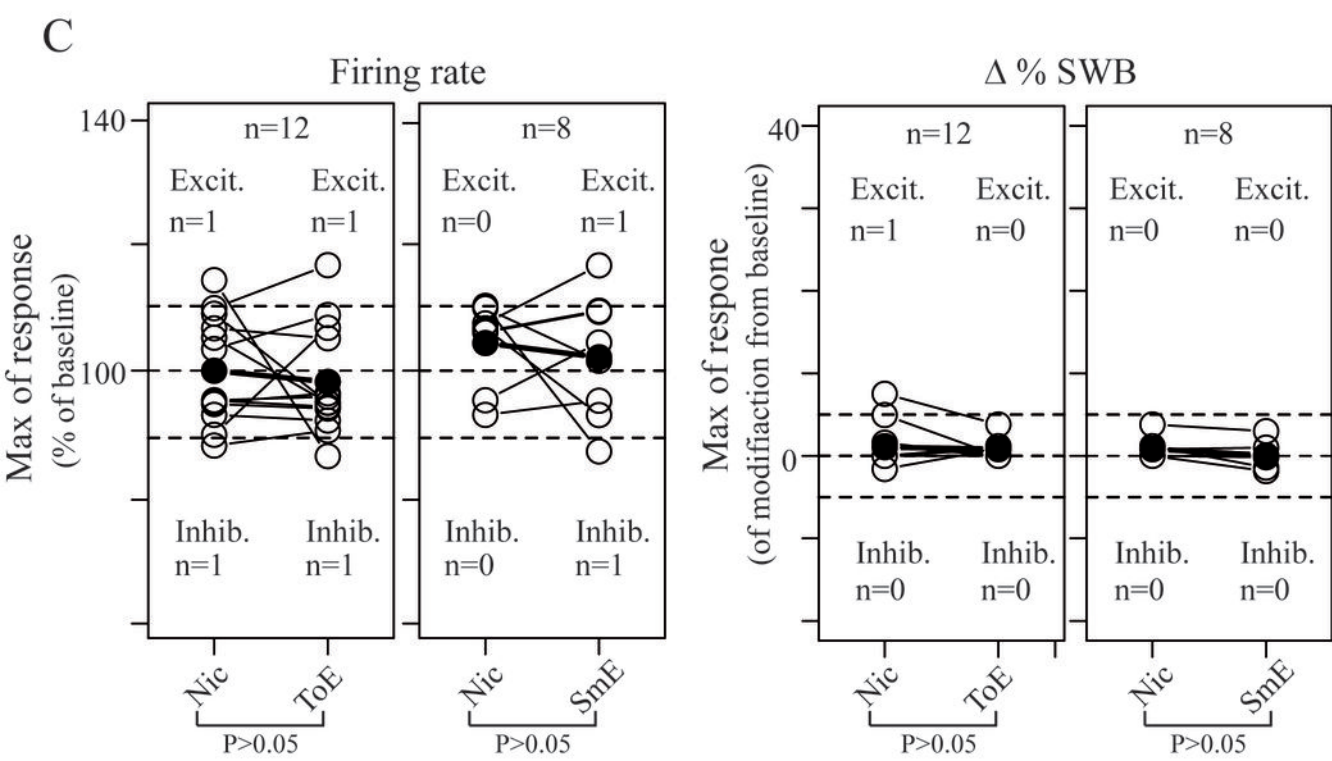 C
Firing rate
Δ % SWB
Max of response
(% of baseline)
140
100
n=12
Excit. Excit.
n=1 n=1
Inhib. Inhib.
n=1 n=1
Nic ToE
P>0.05
n=8
Excit. Excit.
n=0 n=1
Inhib. Inhib.
n=0 n=1
Nic SmE
P>0.05
Max of respone
(of modifiaction from baseline)
40
0
n=12
Excit. Excit.
n=1 n=0
Inhib. Inhib.
n=0 n=0
Nic ToE
P>0.05
n=8
Excit. Excit.
n=0 n=0
Inhib. Inhib.
n=0 n=0
Nic SmE
P>0.05